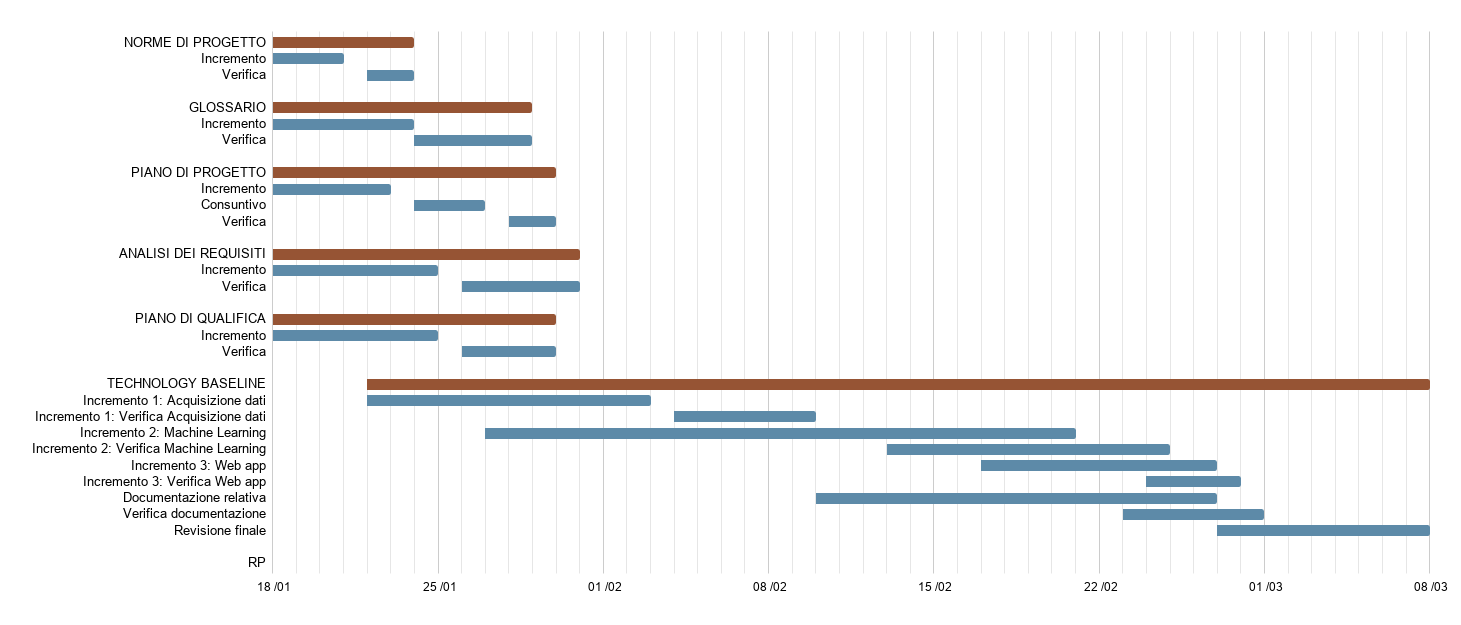 NORME DI PROGETTO
Incremento
Verifica
GLOSSARIO
Incremento
Verifica
PIANO DI PROGETTO
Incremento
Consuntivo
Verifica
ANALISI DEI REQUISITI
Incremento
Verifica
PIANO DI QUALIFICA
Incremento
Verifica
TECHNOLOGY BASELINE
Incremento 1: Acquisizione dati
Incremento 1: Verifica Acquisizione dati
Incremento 2: Machine Learning
Incremento 2: Verifica Machine Learning
Incremento 3: Web app
Incremento 3: Verifica Web app
Documentazione relativa
Verifica documentazione
Revisione finale
RP
18 /01 25 /01 01 /02 08 /02 15 /02 22 /02 01 /03 08 /03